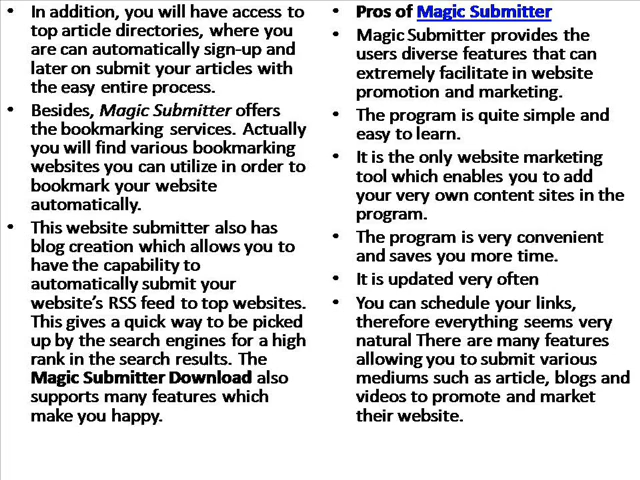 • In addition, you will have access to
top article directories, where you
are can automatically sign-up and
later on submit your articles with
the easy entire process.
• Besides, Magic Submitter offers
the bookmarking services. Actually
you will find various bookmarking
websites you can utilize in order to
bookmark your website
automatically.
• This website submitter also has
blog creation which allows you to
have the capability to
automatically submit your
website's RSS feed to top websites.
This gives a quick way to be picked
up by the search engines for a high
rank in the search results. The
Magic Submitter Download also
supports many features which
make you happy.
• Pros of Magic Submitter
• Magic Submitter provides the
users diverse features that can
extremely facilitate in website
promotion and marketing.
• The program is quite simple and
easy to learn.
• It is the only website marketing
tool which enables you to add
your very own content sites in the
program.
• The program is very convenient
and saves you more time.
• It is updated very often
• You can schedule your links,
therefore everything seems very
natural There are many features
allowing you to submit various
mediums such as article, blogs and
videos to promote and market
their website.